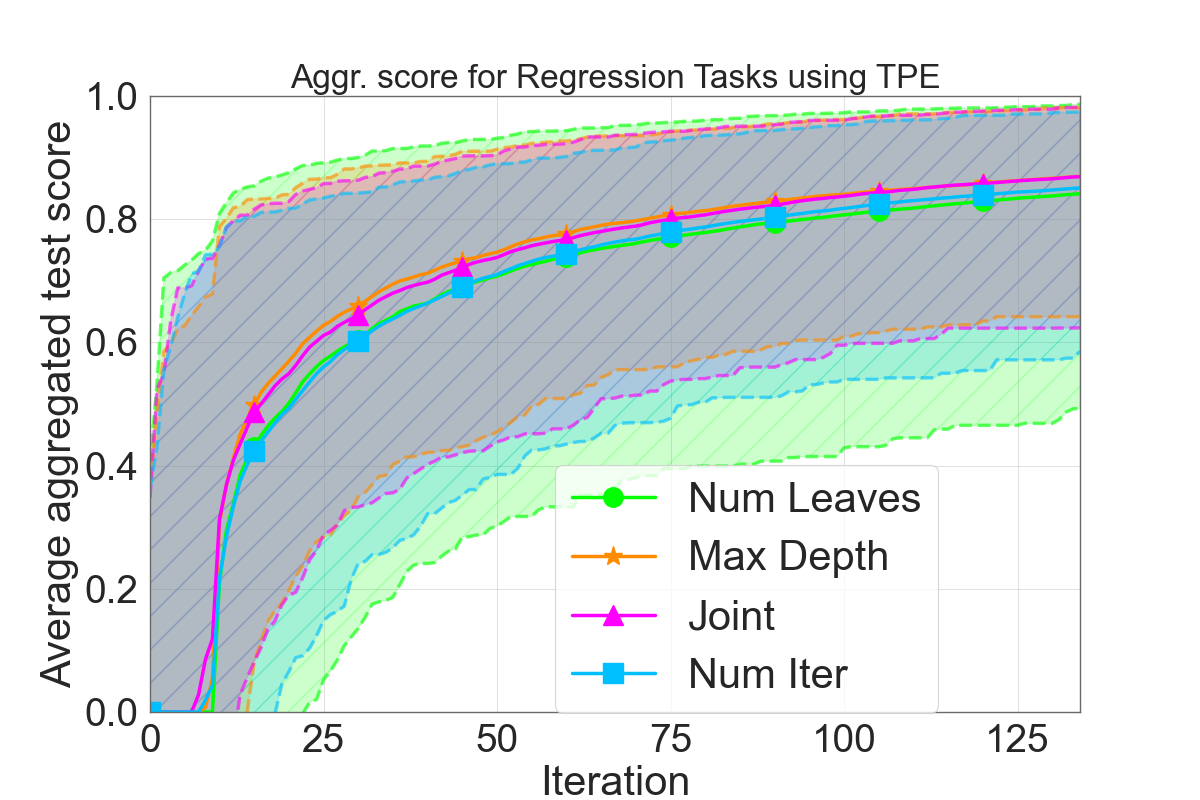 Aggr. score for Regression Tasks using TPE
Average aggregated test score
1.0
0.8
0.6
0.4
0.2
0.0
0 25 50 75 100 125
Iteration
Num Leaves
Max Depth
Joint
Num Iter